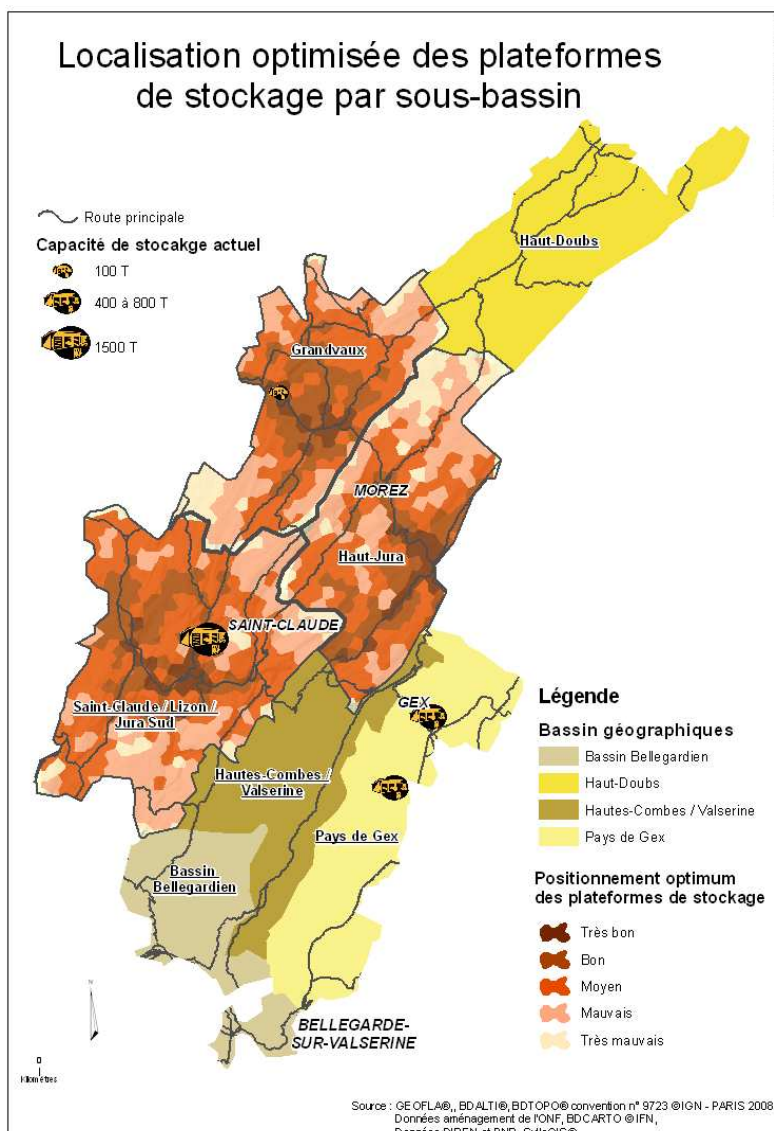 Localisation optimisée des plateformes
de stockage par sous-bassin
Route principale
Capacité de stocakge actuel
100 T
400 à 800 T
1500 T
Haut-Doubs
Grandvaux
MOREZ
Haut-Jura
SAINT-CLAUDE
Saint-Claude / Lizon /
Jura Sud
GEX
Hautes-Combes /
Valserine
Pays de Gex
Bassin
Bellegardien
BELLEGARDE-
SUR-VALSERINE
Légende
Bassin géographiques
Bassin Bellegardien
Haut-Doubs
Hautes-Combes / Valserine
Pays de Gex
Positionnement optimum
des plateformes de stockage
Très bon
Bon
Moyen
Mauvais
Très mauvais
N
0
Kilomètres
Source : GEOFLA®,, BDALTI®, BDTOPO® convention n° 9723 ©IGN - PARIS 2008
Données aménagement de l'ONF, BDCARTO ©IFN,
Données DIREN et PNR,